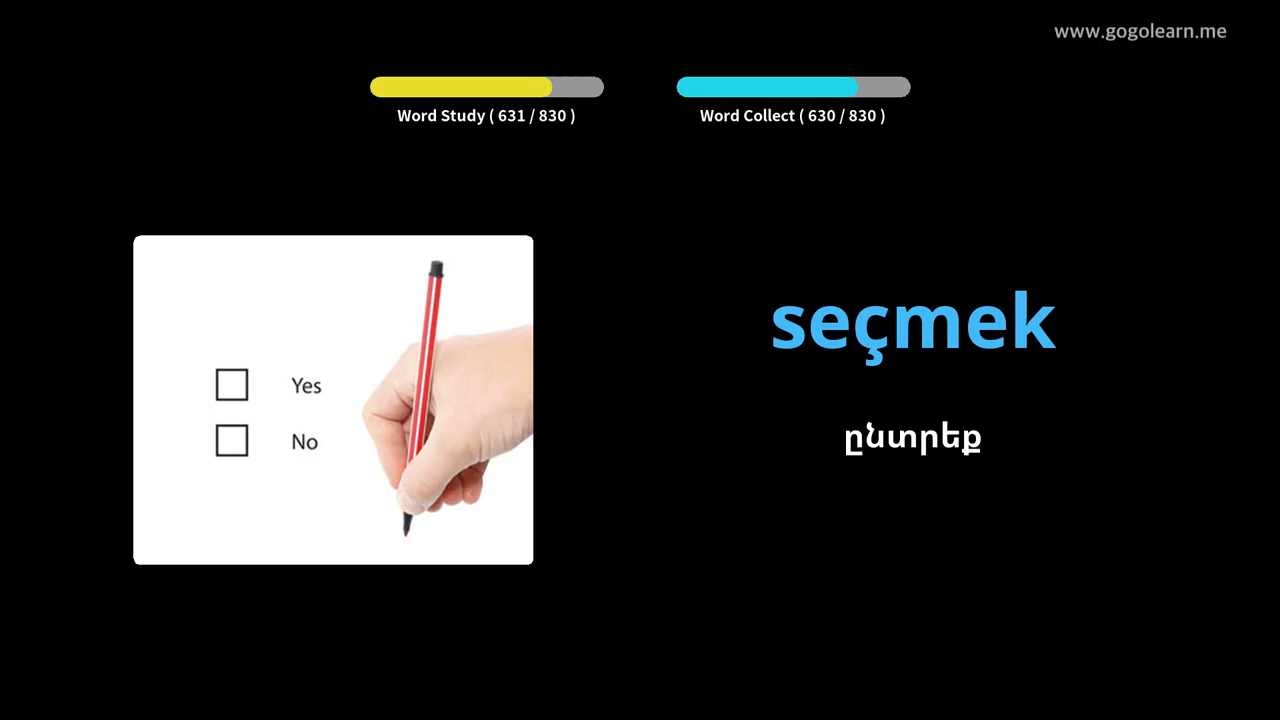 www.gogolearn.me
Word Study ( 631 / 830 )
Word Collect ( 630 / 830 )
Yes
No
seçmek
ընտրեք